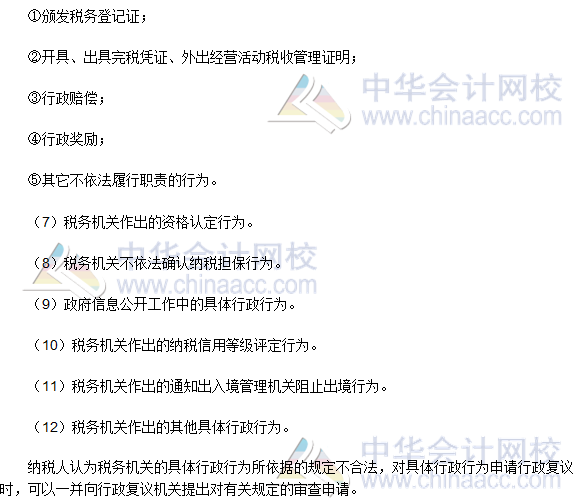 ①颁发税务登记证；
②开具、出具完税凭证、外出经营活动税收管理证明；
中华会计网校
③行政赔偿；
www.chinaacc.com
④行政奖励；
⑤其它不依法履行职责的行为。
（7）税务机关作出的资格认定行为。
中华会计网校
（8）税务机关不依法确认纳税担保行为。
www.chinaacc.com
（9）政府信息公开工作中的具体行政行为。
（10）税务机关作出的纳税信用等级评定行为。
（11）税务机关作出的通知出入境管理机关阻止出境行为。
（12）税务机关作出的其他具体行政行为。
中华会计网校
纳税人认为税务机关的具体行政行为所依据的规定不合法，对具体行政行为申请行政复议
www.chinaacc.com
时，可以一并向行政复议机关提出对有关规定的审查申请。